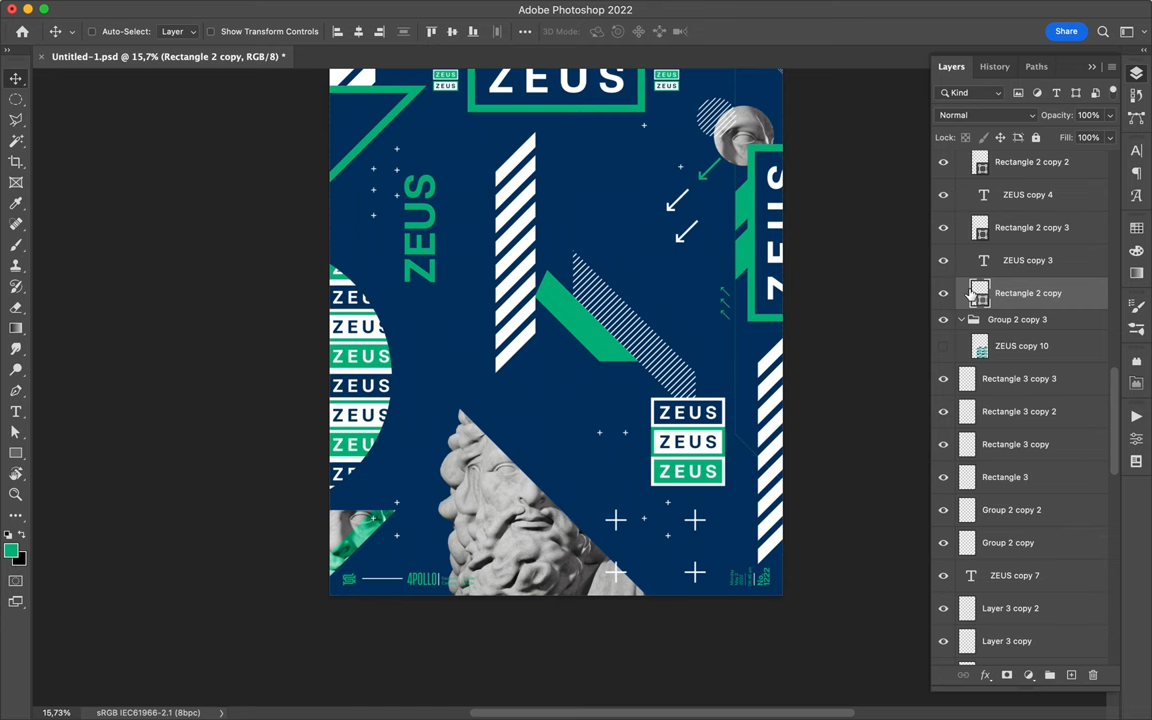 Adobe Photoshop 2022
Auto-Select:
Layer
Show Transform Controls
3D Mode:
Share
Untitled-1.psd @ 15,7% (Rectangle 2 copy, RGB/8) *
Layers
History
Paths
Kind
Normal
Opacity:
100%
Lock:
Fill:
100%
Rectangle 2 copy 2
ZEUS copy 4
Rectangle 2 copy 3
ZEUS copy 3
Rectangle 2 copy
Group 2 copy 3
ZEUS copy 10
Rectangle 3 copy 3
Rectangle 3 copy 2
Rectangle 3 copy
Rectangle 3
Group 2 copy 2
Group 2 copy
ZEUS copy 7
Layer 3 copy 2
Layer 3 copy
ZEUS
ZEUS
ZEUS
ZEUS
ZEUS
ZEUS
ZEUS
ZEUS
ZEUS
ZEUS
ZEUS
ZEUS
ZEUS
ZEUS
4POLLO
No.
1222
15,73%
sRGB IEC61966-2.1 (8bpc)